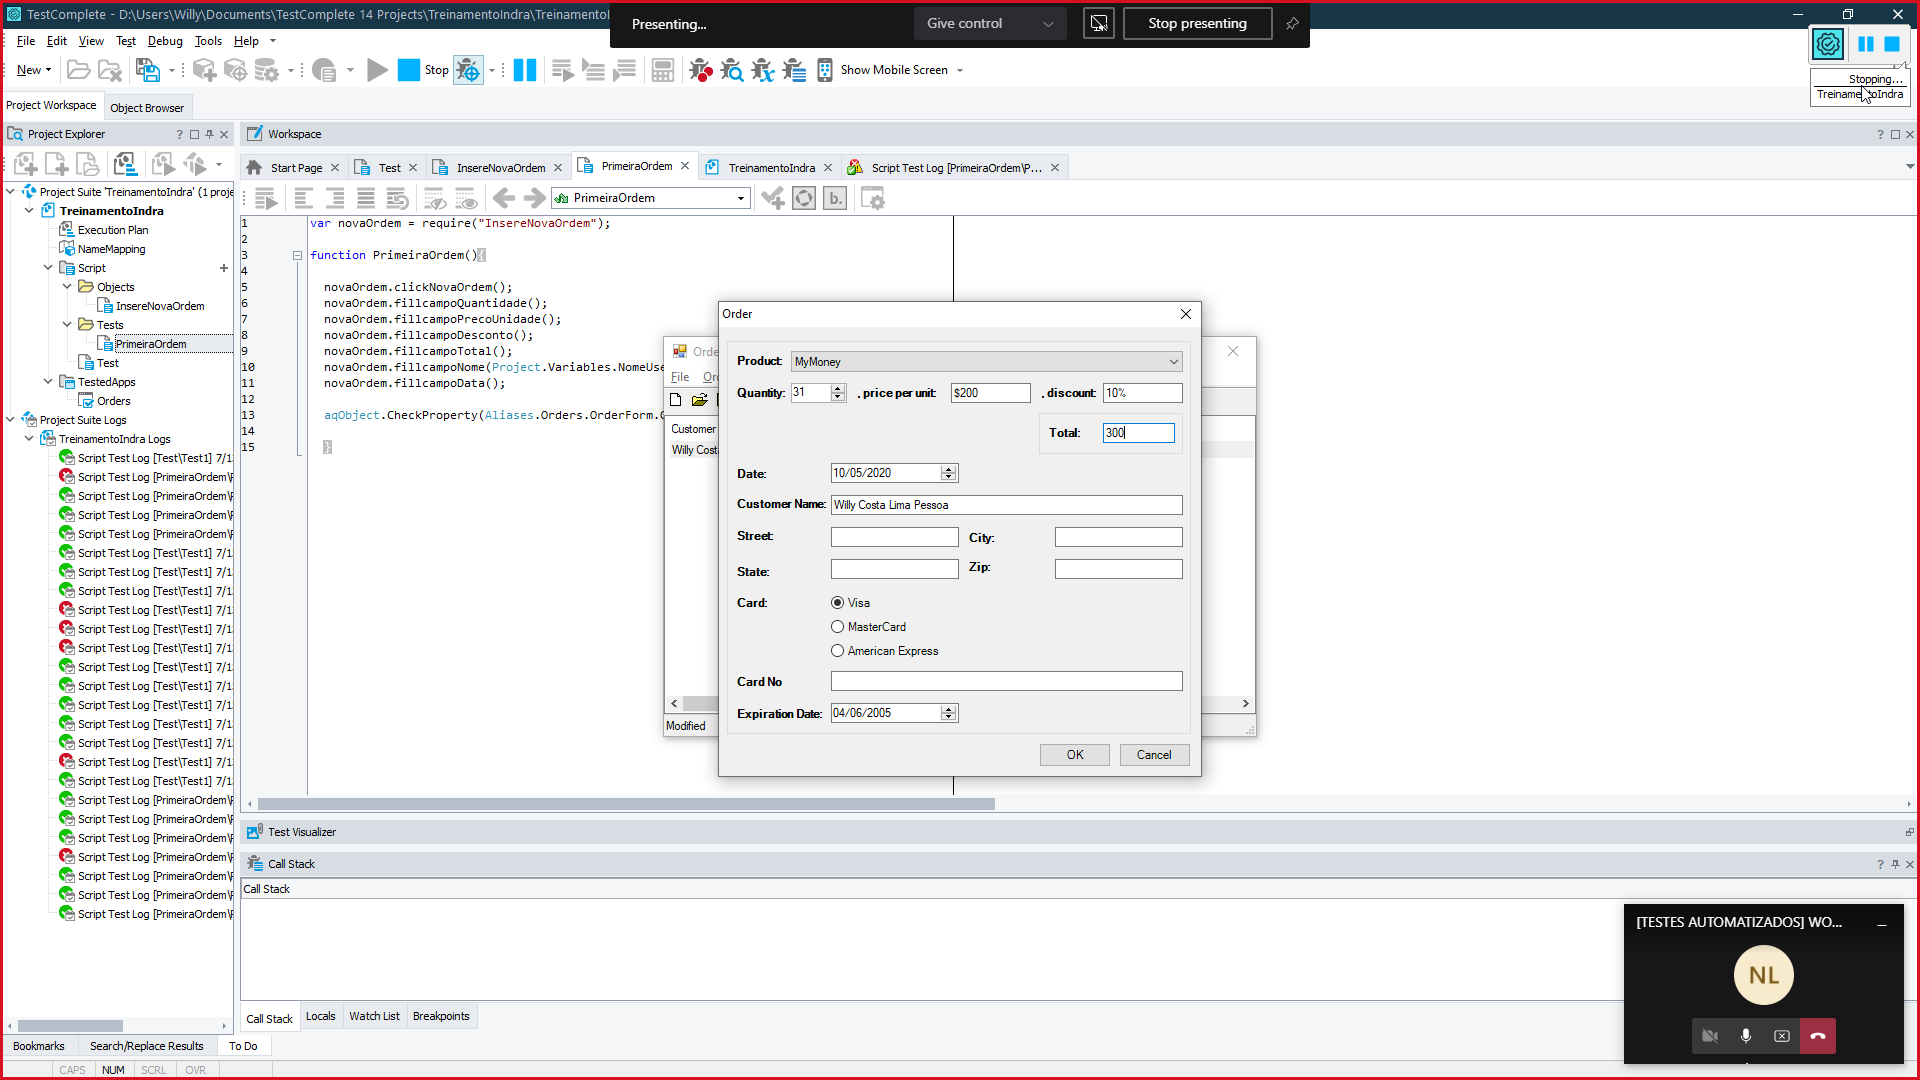 TestComplete - D:\Users\Willy\Documents\TestComplete 14 Projects\TreinamentoIndra\TreinamentoI
Presenting...
Give control
Stop presenting
File Edit View Test Debug Tools Help
New
Stop
Show Mobile Screen
Stopping...
TreinamentoIndra
Project Workspace
Object Browser
Project Explorer
Workspace
Start Page
Test
InsereNovaOrdem
PrimeiraOrdem
TreinamentoIndra
Script Test Log [PrimeiraOrdem\P...
PrimeiraOrdem
b.
Project Suite 'TreinamentoIndra' (1 proje
TreinamentoIndra
Execution Plan
NameMapping
Script
Objects
InsereNovaOrdem
Tests
PrimeiraOrdem
Test
TestedApps
Orders
Project Suite Logs
TreinamentoIndra Logs
Script Test Log [Test\Test1] 7/1
Script Test Log [PrimeiraOrdem\
Script Test Log [PrimeiraOrdem\
Script Test Log [PrimeiraOrdem\
Script Test Log [PrimeiraOrdem\
Script Test Log [Test\Test1] 7/1
Script Test Log [Test\Test1] 7/1
Script Test Log [Test\Test1] 7/1
Script Test Log [Test\Test1] 7/1
Script Test Log [Test\Test1] 7/1
Script Test Log [Test\Test1] 7/1
Script Test Log [Test\Test1] 7/1
Script Test Log [Test\Test1] 7/1
Script Test Log [Test\Test1] 7/1
Script Test Log [Test\Test1] 7/1
Script Test Log [Test\Test1] 7/1
Script Test Log [Test\Test1] 7/1
Script Test Log [Test\Test1] 7/1
Script Test Log [PrimeiraOrdem\
Script Test Log [PrimeiraOrdem\
Script Test Log [PrimeiraOrdem\
Script Test Log [PrimeiraOrdem\
Script Test Log [PrimeiraOrdem\
Script Test Log [PrimeiraOrdem\
Script Test Log [PrimeiraOrdem\
1 var novaOrdem = require("InsereNovaOrdem");
2
3 function PrimeiraOrdem(){
4
5 novaOrdem.clickNovaOrdem();
6 novaOrdem.fillcampoQuantidade();
7 novaOrdem.fillcampoPrecoUnidade();
8 novaOrdem.fillcampoDesconto();
9 novaOrdem.fillcampoTotal();
10 novaOrdem.fillcampoNome(Project.Variables.NomeUse
11 novaOrdem.fillcampoData();
12
13 aqObject.CheckProperty(Aliases.Orders.OrderForm.
14
15 }
Orde
File Or
Customer
Willy Cost
Modified
Order
Product: MyMoney
Quantity: 31 . price per unit: $200 . discount: 10%
Total: 300
Date: 10/05/2020
Customer Name: Willy Costa Lima Pessoa
Street: City:
State: Zip:
Card: Visa
MasterCard
American Express
Card No
Expiration Date: 04/06/2005
OK Cancel
Test Visualizer
Call Stack
Call Stack
Call Stack Locals Watch List Breakpoints
Bookmarks Search/Replace Results To Do
CAPS NUM SCRL OVR
[TESTES AUTOMATIZADOS] WO...
NL